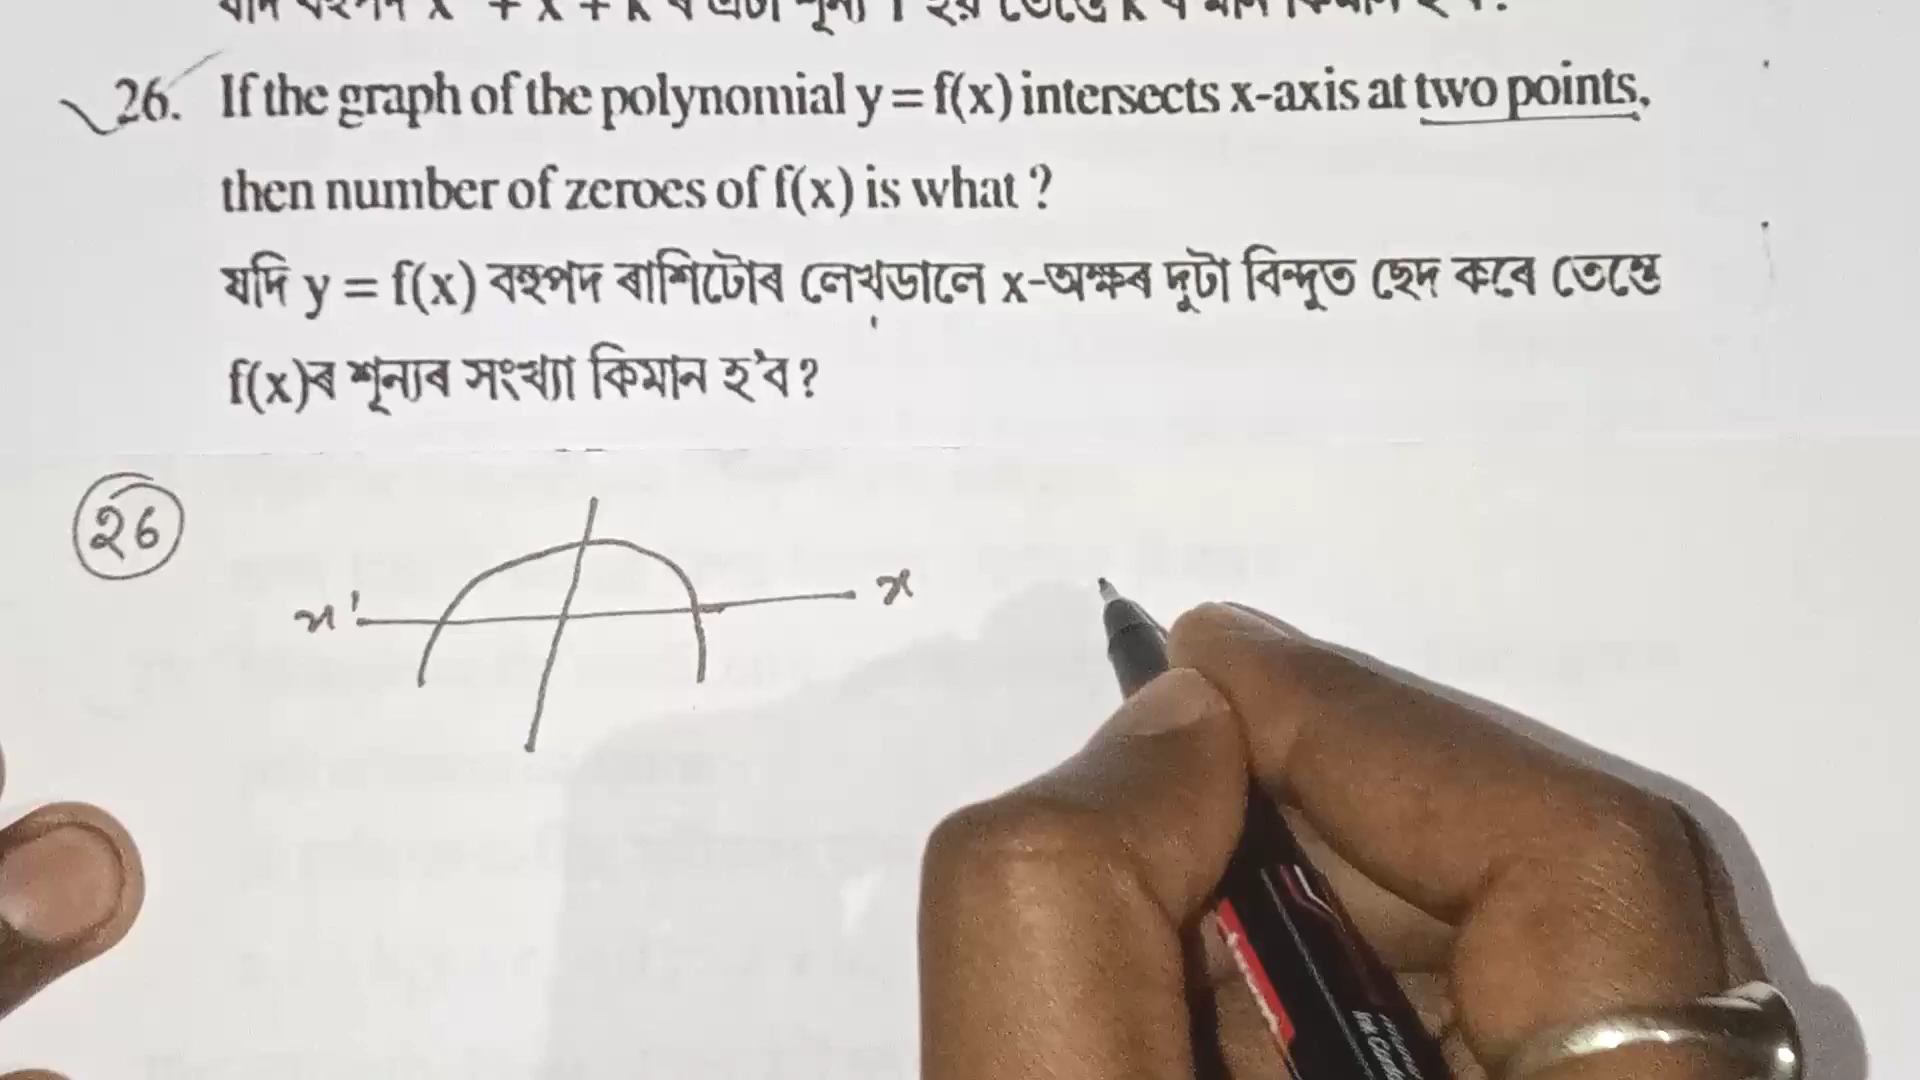 26. If the graph of the polynomial y = f(x) intersects x-axis at two points,
then number of zeroes of f(x) is what ?
যদি y = f(x) বহুপদ ৰাশিটোৰ লেখডালে x-অক্ষৰ দুটা বিন্দুত ছেদ কৰে তেন্তে
f(x)ৰ শূন্যৰ সংখ্যা কিমান হ'ব?
26
x' x